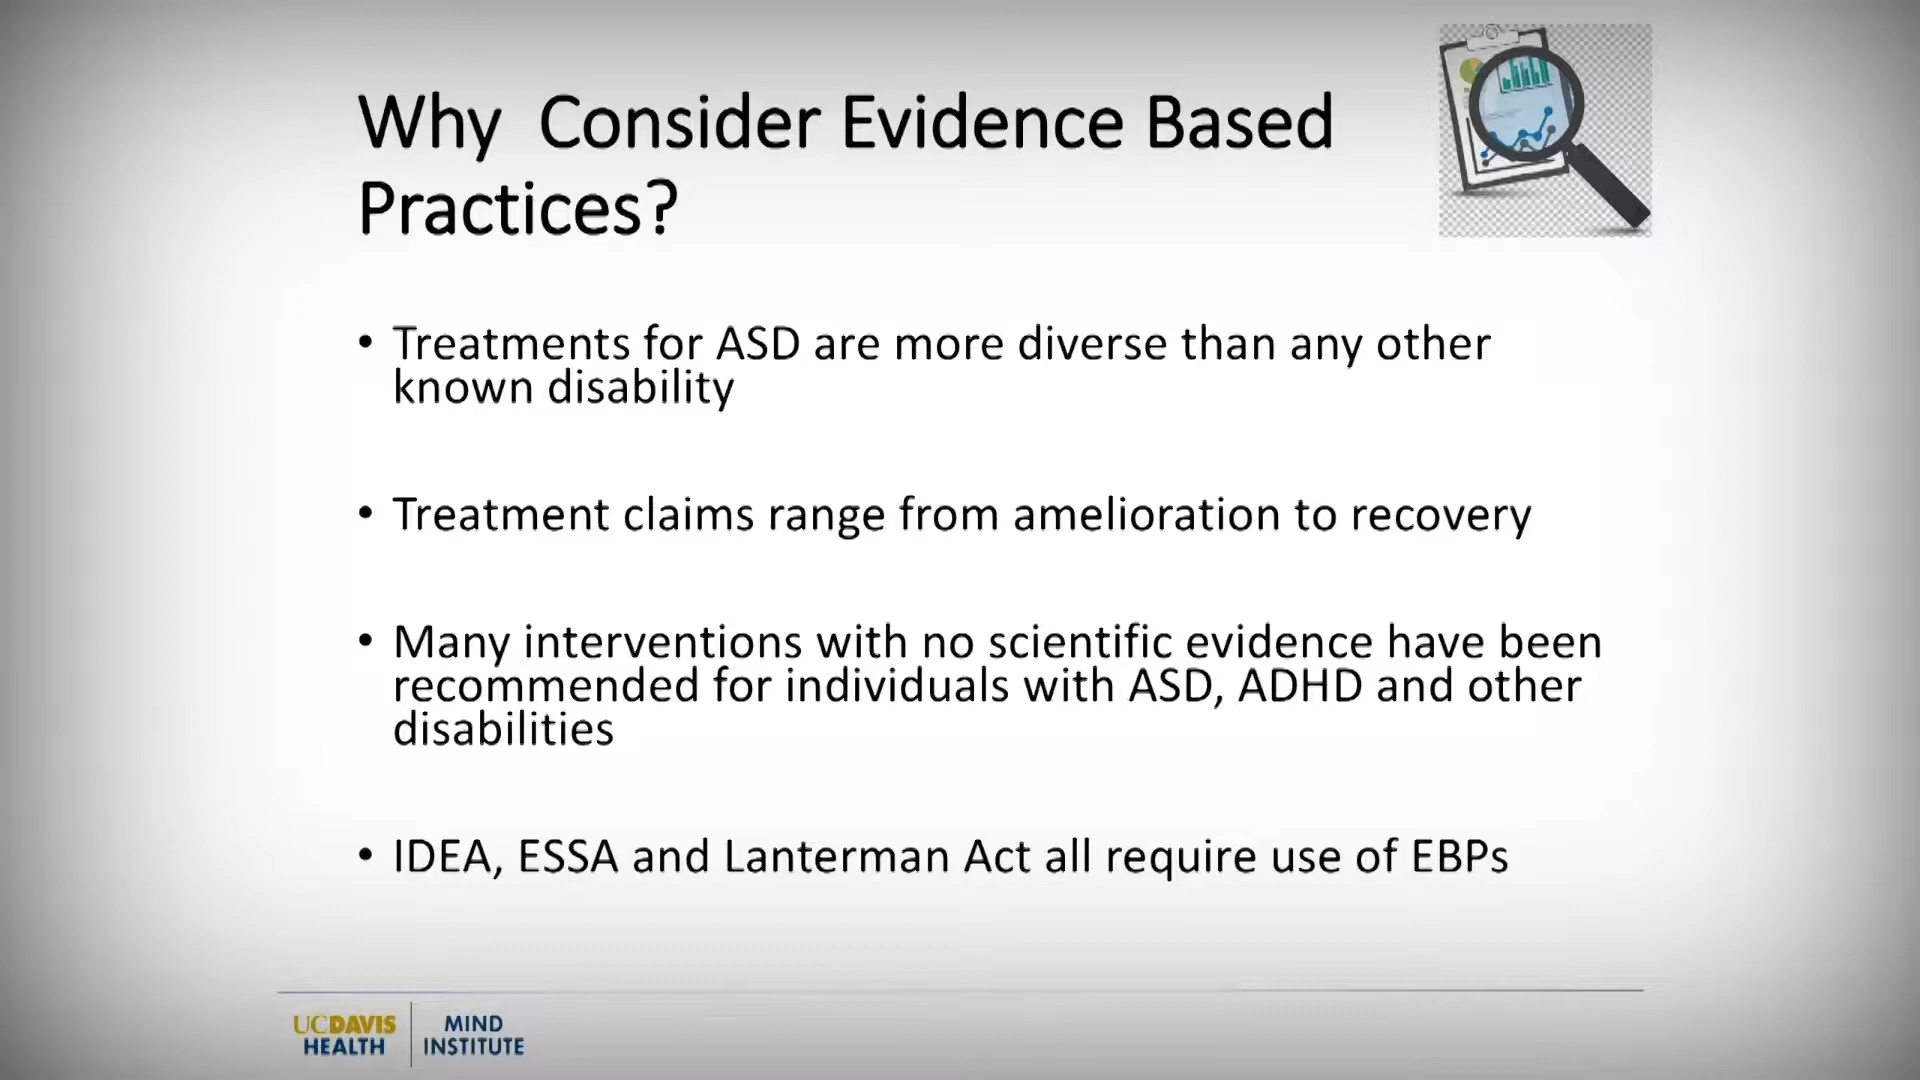 Why  Consider Evidence Based
Practices?
• Treatments for ASD are more diverse than any other
known disability
• Treatment claims range from amelioration to recovery
• Many interventions with no scientific evidence have been
recommended for individuals with ASD, ADHD and other
disabilities
• IDEA, ESSA and Lanterman Act all require use of EBPs
UCDAVIS
HEALTH
MIND
INSTITUTE